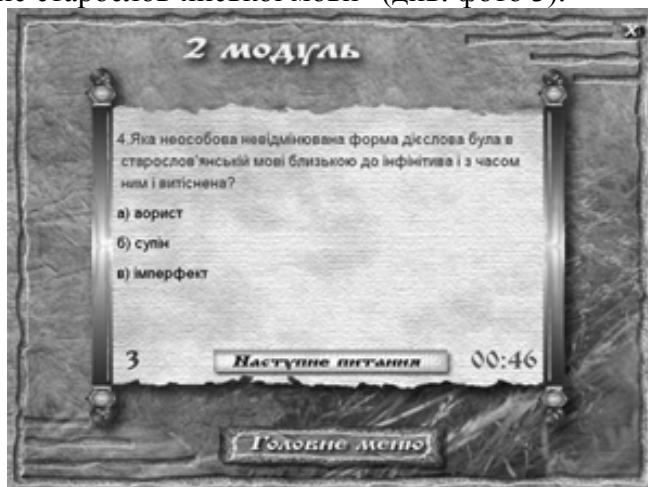 старослов'янської мови" (див. фото 3).
X
2 модуль
4.Яка неособова невідмінювана форма дієслова була в
старослов'янській мові близькою до інфінітива і з часом
ним і витіснена?
а) аорист
б) супін
в) імперфект
3
Наступне питання
00:46
Головне меню